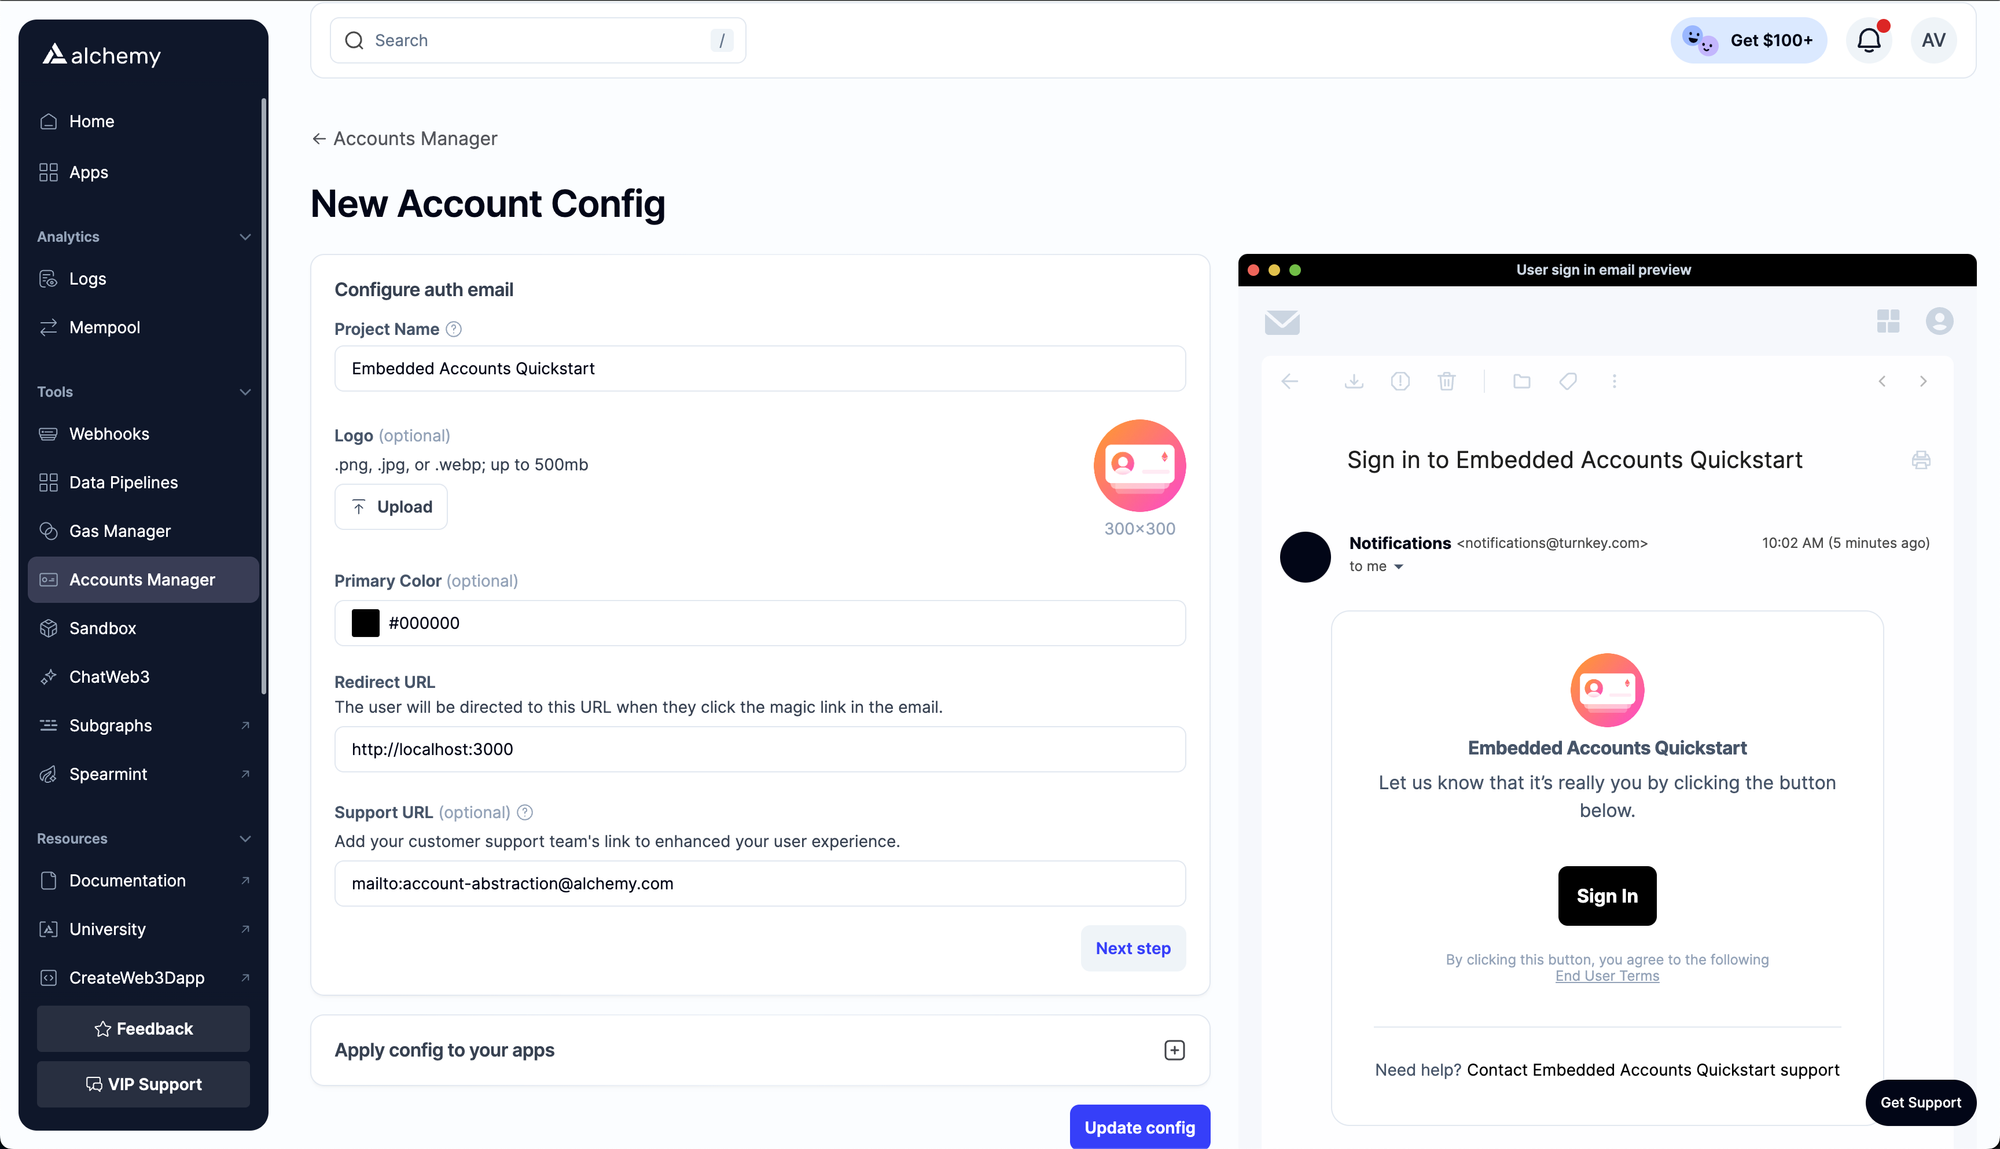 alchemy
Home
Apps
Analytics
Logs
Mempool
Tools
Webhooks
Data Pipelines
Gas Manager
Accounts Manager
Sandbox
ChatWeb3
Subgraphs
Spearmint
Resources
Documentation
University
CreateWeb3Dapp
Feedback
VIP Support
Search /
Get $100+
AV
← Accounts Manager
New Account Config
Configure auth email
Project Name ?
Embedded Accounts Quickstart
Logo (optional)
.png, .jpg, or .webp; up to 500mb
Upload
300×300
Primary Color (optional)
#000000
Redirect URL
The user will be directed to this URL when they click the magic link in the email.
http://localhost:3000
Support URL (optional) ?
Add your customer support team's link to enhanced your user experience.
mailto:account-abstraction@alchemy.com
Next step
Apply config to your apps
Update config
User sign in email preview
Sign in to Embedded Accounts Quickstart
Notifications <notifications@turnkey.com> 10:02 AM (5 minutes ago)
to me
Embedded Accounts Quickstart
Let us know that it’s really you by clicking the button
below.
Sign In
By clicking this button, you agree to the following
End User Terms
Need help? Contact Embedded Accounts Quickstart support
Get Support